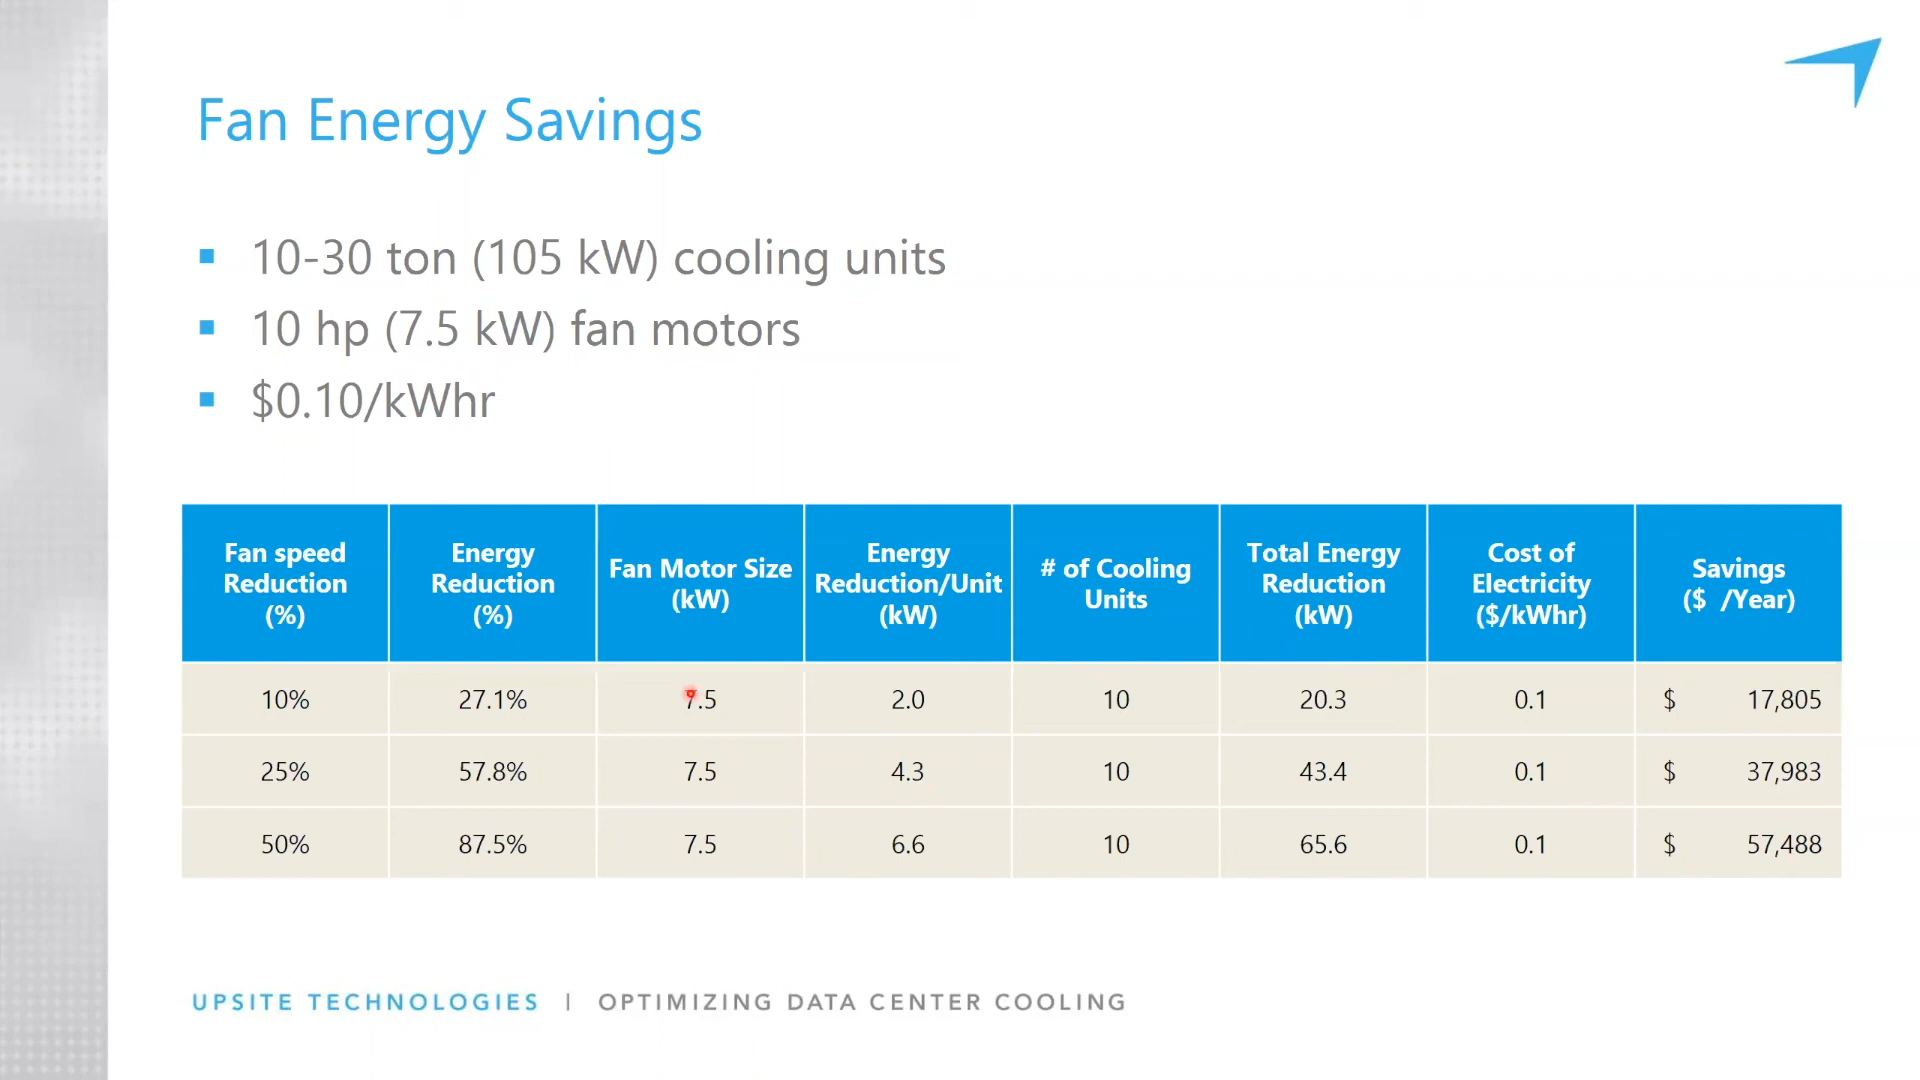 Fan Energy Savings
10-30 ton (105 kW) cooling units
10 hp (7.5 kW) fan motors
$0.10/kWhr
Fan speed Reduction (%) Energy Reduction (%) Fan Motor Size (kW) Energy Reduction/Unit (kW) # of Cooling Units Total Energy Reduction (kW) Cost of Electricity ($/kWhr) Savings ($ /Year)
10% 27.1% 7.5 2.0 10 20.3 0.1 $ 17,805
25% 57.8% 7.5 4.3 10 43.4 0.1 $ 37,983
50% 87.5% 7.5 6.6 10 65.6 0.1 $ 57,488
UPSITE TECHNOLOGIES | OPTIMIZING DATA CENTER COOLING